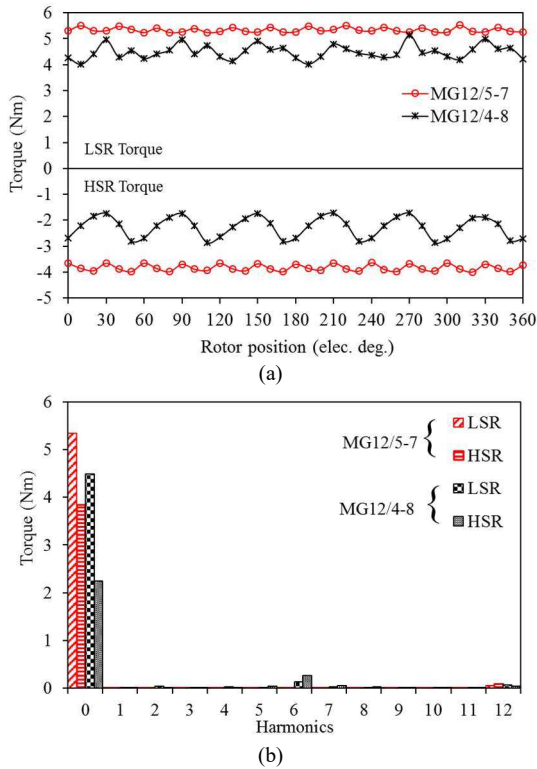 6
5
4
3
2
1
0
-1
-2
-3
-4
-5
Torque (Nm)
MG12/5-7
MG12/4-8
LSR Torque
HSR Torque
0 30 60 90 120 150 180 210 240 270 300 330 360
Rotor position (elec. deg.)
(a)
6
5
4
3
2
1
0
Torque (Nm)
LSR
MG12/5-7 {
HSR
LSR
MG12/4-8 {
HSR
0 1 2 3 4 5 6 7 8 9 10 11 12
Harmonics
(b)